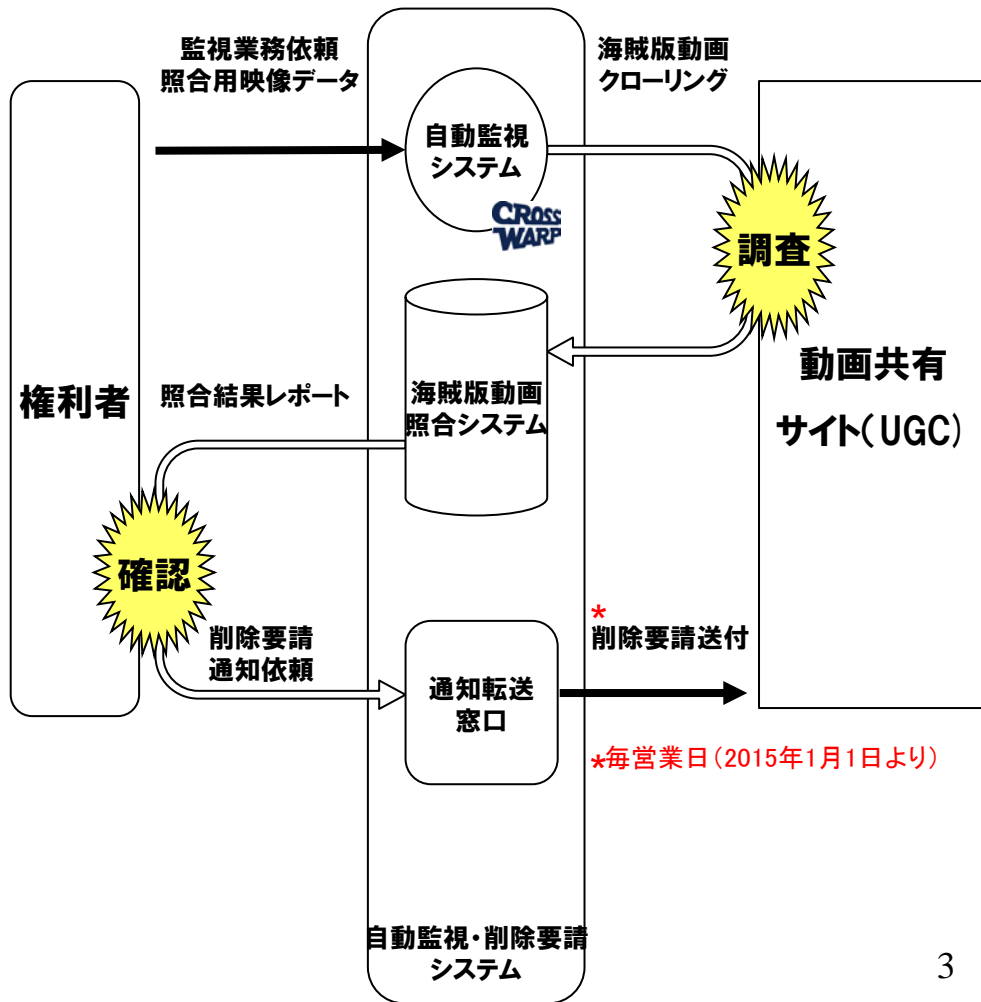 監視業務依頼
照合用映像データ
海賊版動画
クローリング
自動監視
システム
CROSS
WARP
調査
権利者
照合結果レポート
海賊版動画
照合システム
動画共有
サイト(UGC)
確認
削除要請
通知依頼
*
削除要請送付
通知転送
窓口
*毎営業日(2015年1月1日より)
自動監視・削除要請
システム
3